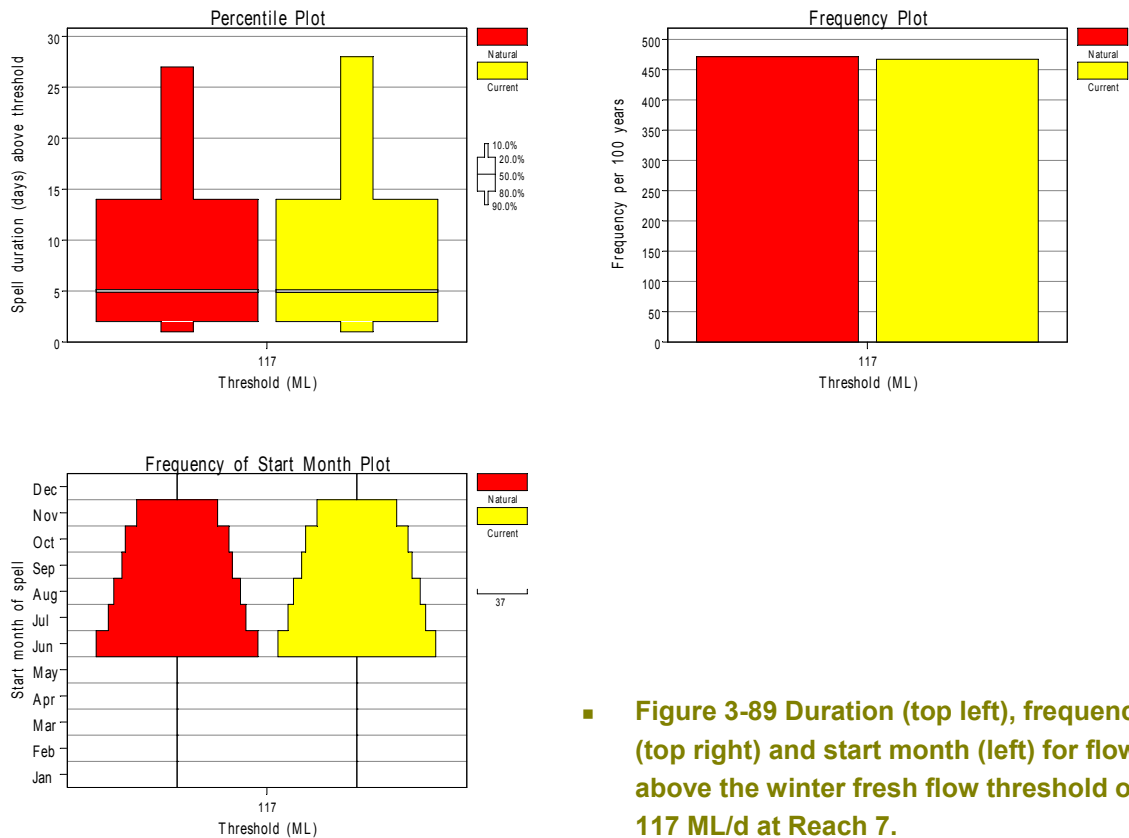 Percentile Plot
30
25
20
15
10
5
0
Spell duration (days) above threshold
117
Threshold (ML)
Natural
Current
10.0%
20.0%
50.0%
80.0%
90.0%
Frequency Plot
500
450
400
350
300
250
200
150
100
50
0
Frequency per 100 years
117
Threshold (ML)
Natural
Current
Frequency of Start Month Plot
Dec
Nov
Oct
Sep
Aug
Jul
Jun
May
Apr
Mar
Feb
Jan
Start month of spell
117
Threshold (ML)
Natural
Current
37
▪ Figure 3-89 Duration (top left), frequenc
(top right) and start month (left) for flow
above the winter fresh flow threshold o
117 ML/d at Reach 7.